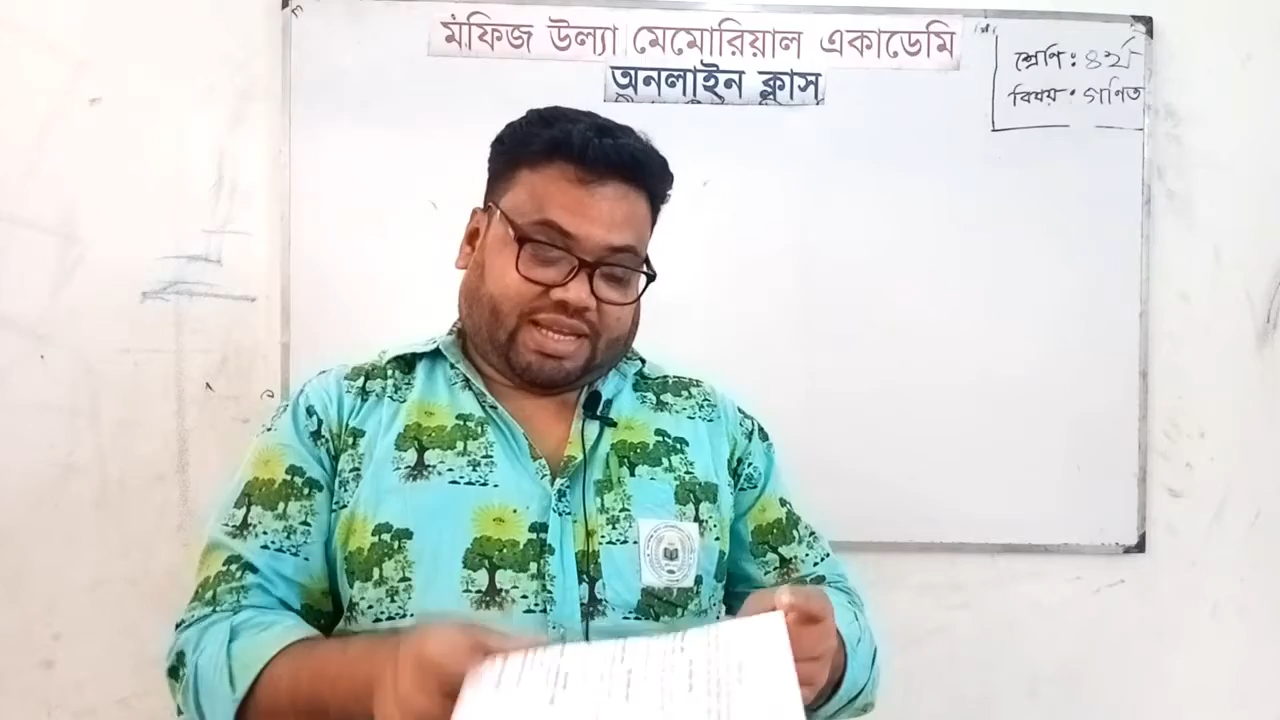 মফিজ উল্যা মেমোরিয়াল একাডেমি
অনলাইন ক্লাস
শ্রেণি : ৪র্থ
বিষয় : গণিত